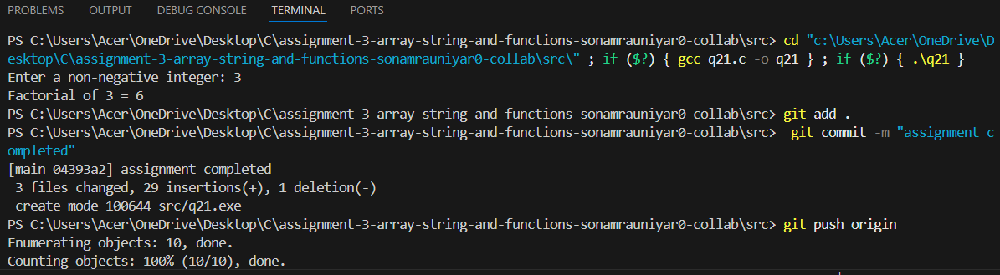 PROBLEMS OUTPUT DEBUG CONSOLE TERMINAL PORTS
PS C:\Users\Acer\OneDrive\Desktop\C\assignment-3-array-string-and-functions-sonamrauniyar0-collab\src> cd "c:\Users\Acer\OneDrive\D
esktop\C\assignment-3-array-string-and-functions-sonamrauniyar0-collab\src\" ; if ($?) { gcc q21.c -o q21 } ; if ($?) { .\q21 }
Enter a non-negative integer: 3
Factorial of 3 = 6
PS C:\Users\Acer\OneDrive\Desktop\C\assignment-3-array-string-and-functions-sonamrauniyar0-collab\src> git add .
PS C:\Users\Acer\OneDrive\Desktop\C\assignment-3-array-string-and-functions-sonamrauniyar0-collab\src>  git commit -m "assignment c
ompleted"
[main 04393a2] assignment completed
 3 files changed, 29 insertions(+), 1 deletion(-)
 create mode 100644 src/q21.exe
PS C:\Users\Acer\OneDrive\Desktop\C\assignment-3-array-string-and-functions-sonamrauniyar0-collab\src> git push origin
Enumerating objects: 10, done.
Counting objects: 100% (10/10), done.